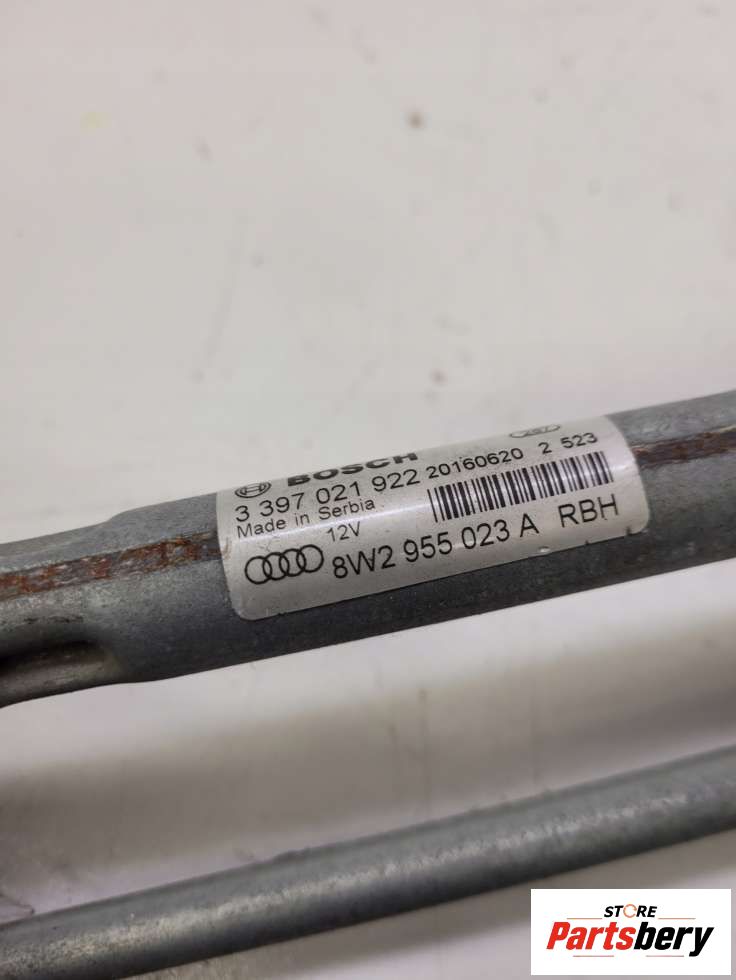 BOSCH
3 397 021 922 20160620 2 523
Made in Serbia
12V
8W2 955 023 A RBH
STORE
Partsbery